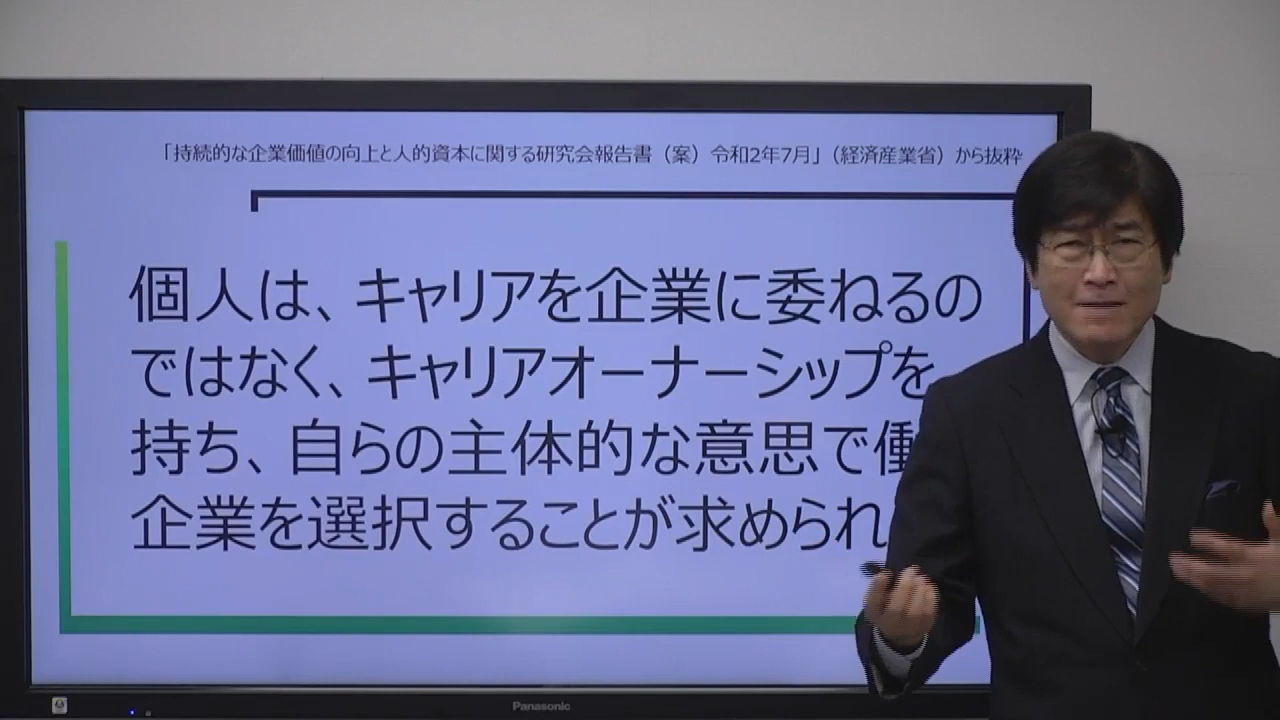 「持続的な企業価値の向上と人的資本に関する研究会報告書（案）令和2年7月」（経済産業省）から抜粋
個人は、キャリアを企業に委ねるの
ではなく、キャリアオーナーシップを
持ち、自らの主体的な意思で働
企業を選択することが求められ
Panasonic